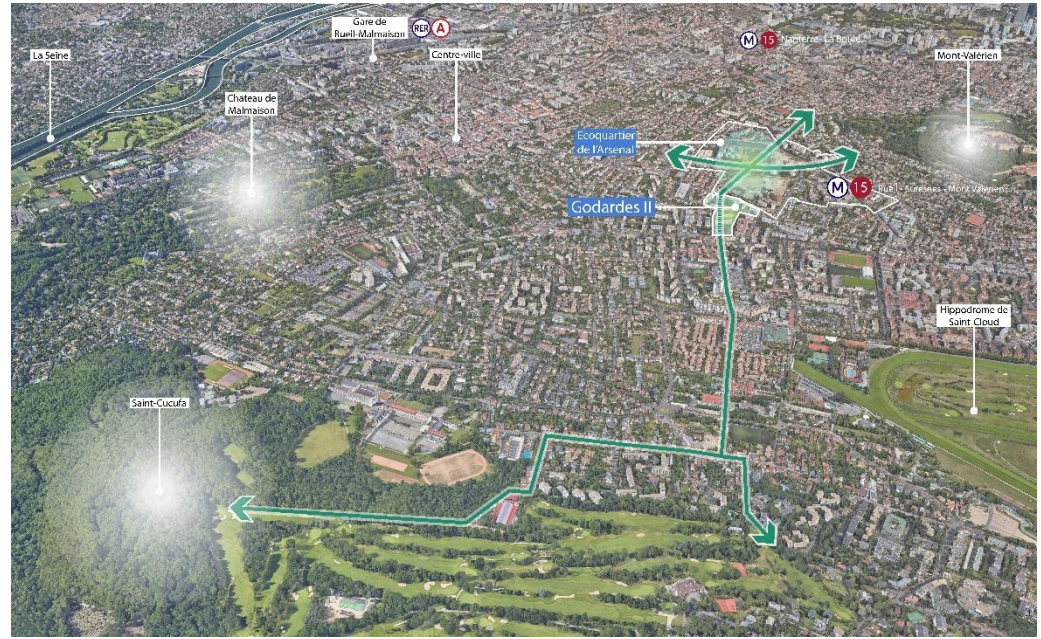 La Seine
Gare de
Rueil-Malmaison
RER A
Centre-ville
M 15 Nanterre - La Boule
Mont-Valérien
Chateau de
Malmaison
Ecoquartier
de l'Arsenal
M 15 Rueil - Suresnes - Mont Valérien
Godardes II
Hippodrome de
Saint Cloud
Saint-Cucufa